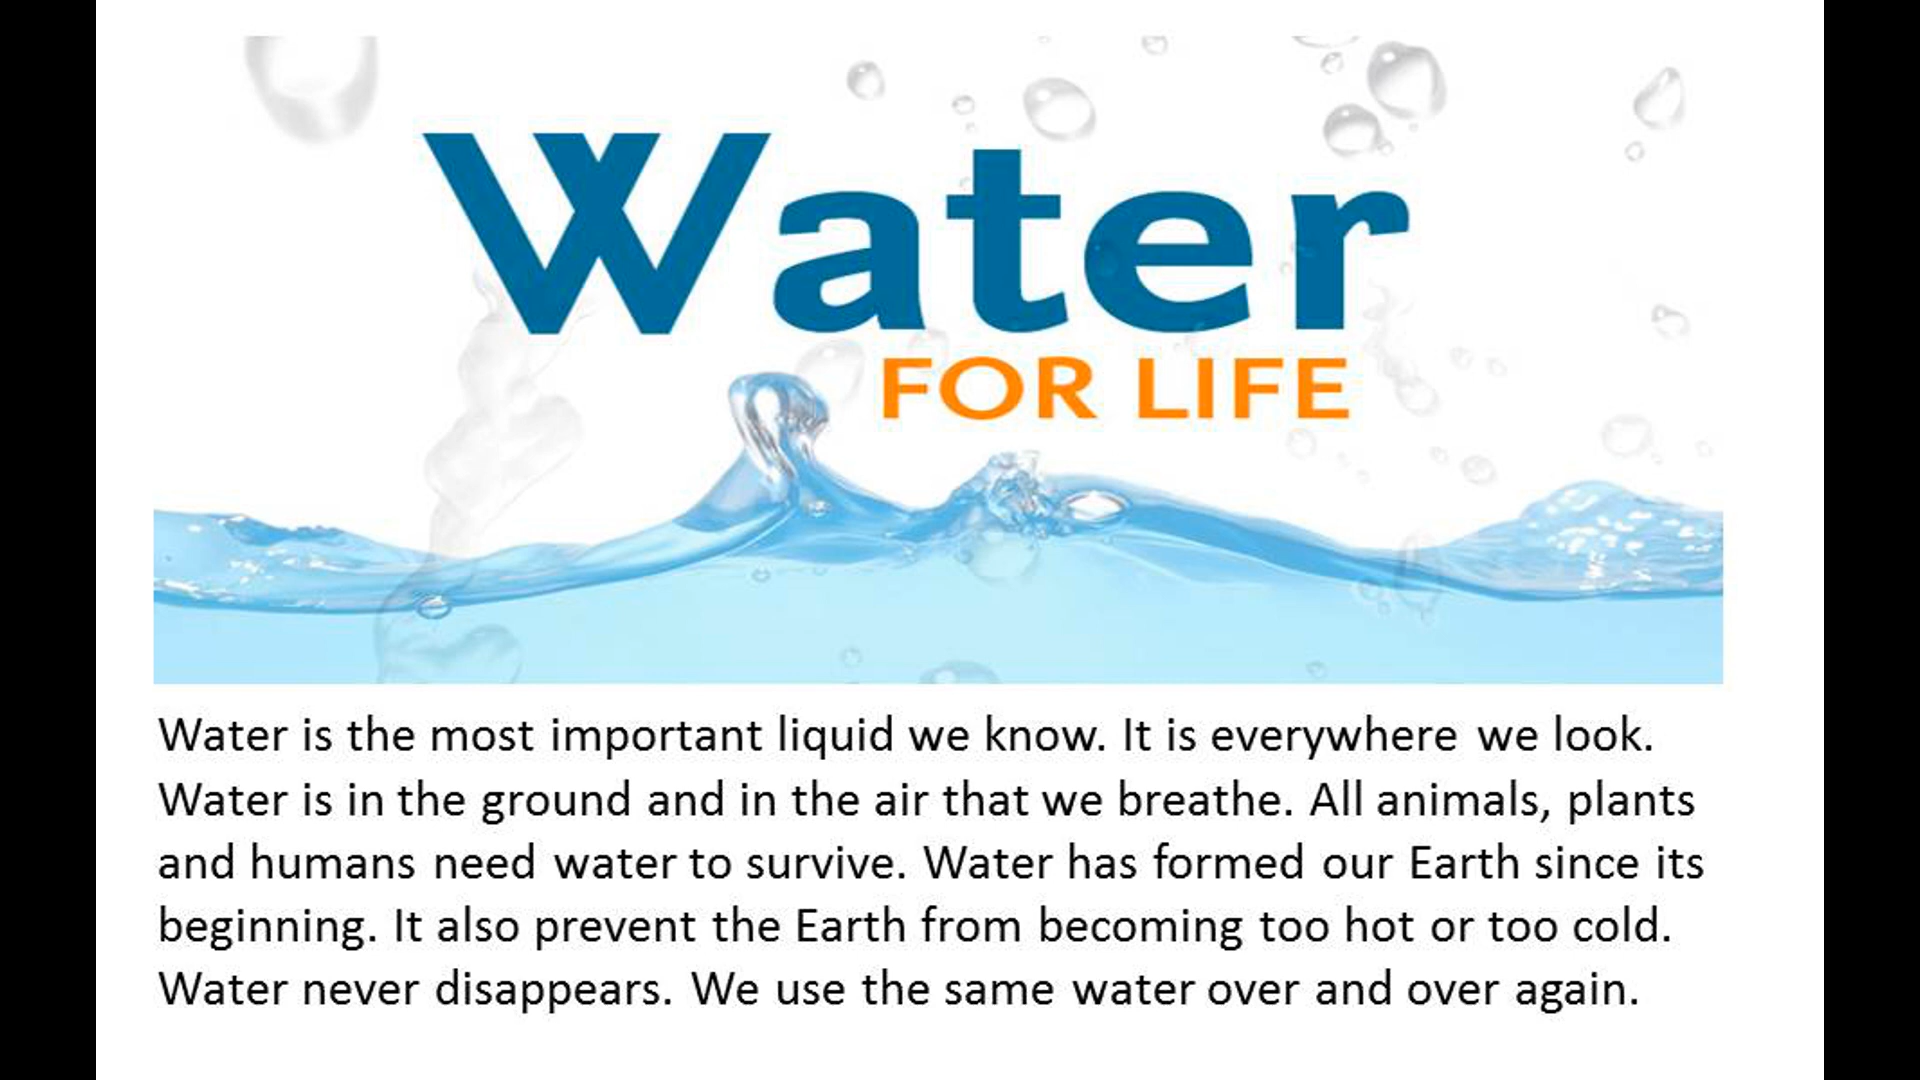 Water
FOR LIFE
Water is the most important liquid we know. It is everywhere we look.
Water is in the ground and in the air that we breathe. All animals, plants
and humans need water to survive. Water has formed our Earth since its
beginning. It also prevent the Earth from becoming too hot or too cold.
Water never disappears. We use the same water over and over again.